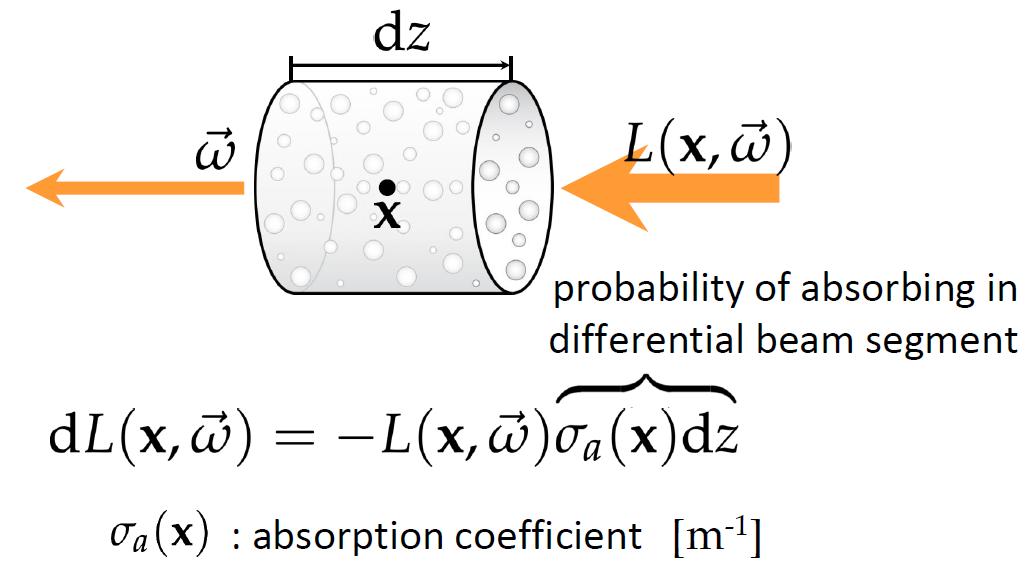 dz
ω⃗
L(x, ω⃗)
x
probability of absorbing in
differential beam segment
dL(x, ω⃗) = −L(x, ω⃗)σₐ(x)dz
σₐ(x) : absorption coefficient [m⁻¹]